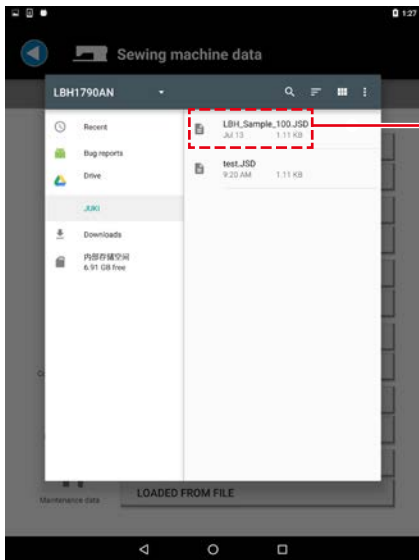 1:27
Sewing machine data
LBH1790AN
Recent
Bug reports
Drive
JUKI
Downloads
内部存储空间
6.91 GB free
LBH_Sample_100.JSD
Jul 13 1.11 KB
test.JSD
9:20 AM 1.11 KB
Maintenance data
LOADED FROM FILE